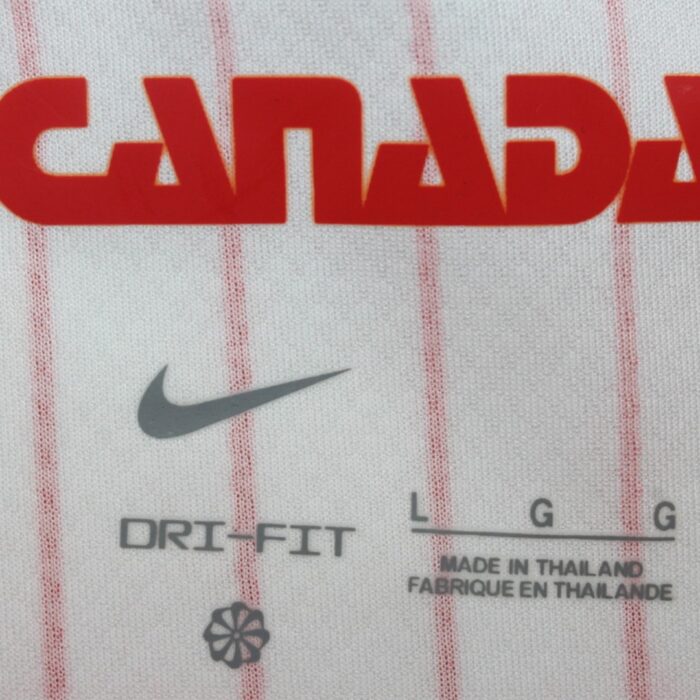 CANADA
DRI-FIT
L G G
MADE IN THAILAND
FABRIQUE EN THAILANDE